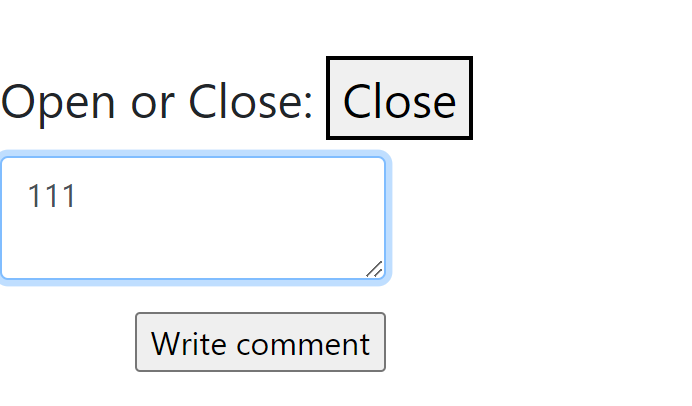 Open or Close: Close
111
Write comment